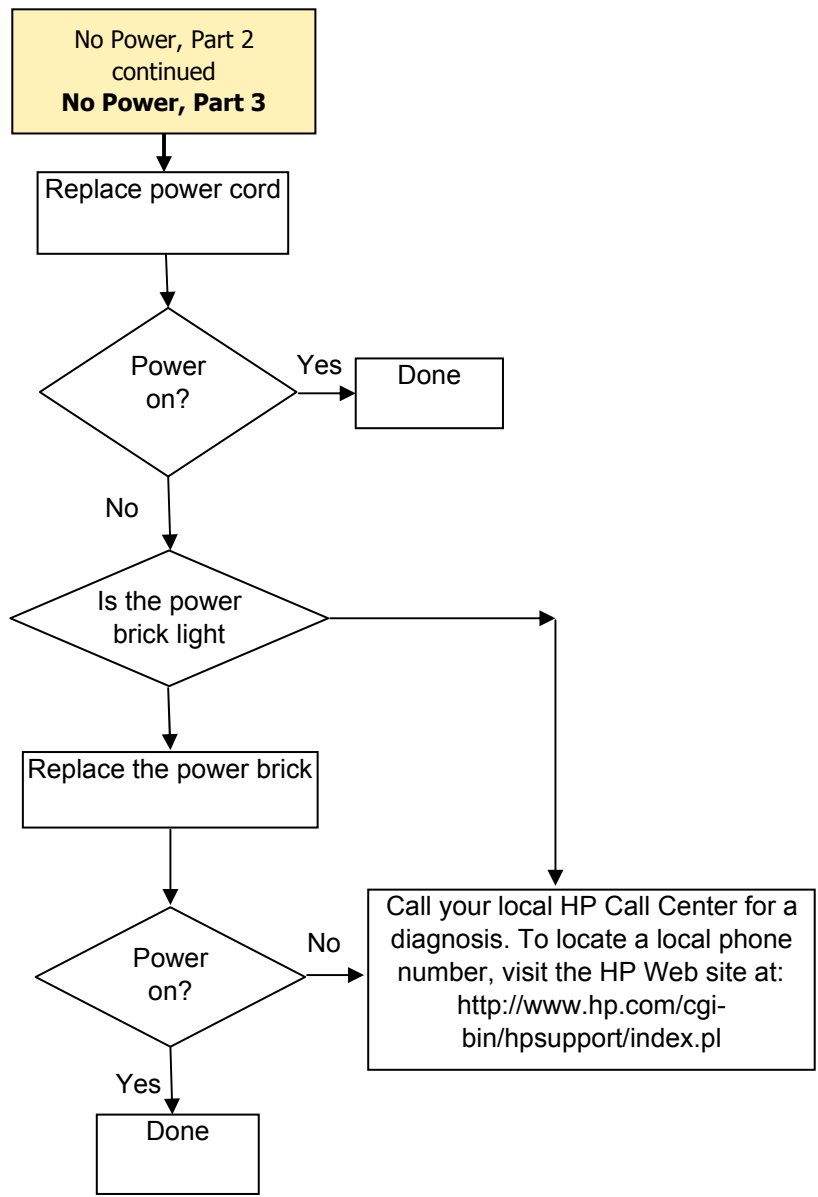 No Power, Part 2
continued
No Power, Part 3
Replace power cord
Power
on?
Yes
Done
No
Is the power
brick light
Replace the power brick
Power
on?
No
Call your local HP Call Center for a
diagnosis. To locate a local phone
number, visit the HP Web site at:
http://www.hp.com/cgi-
bin/hpsupport/index.pl
Yes
Done